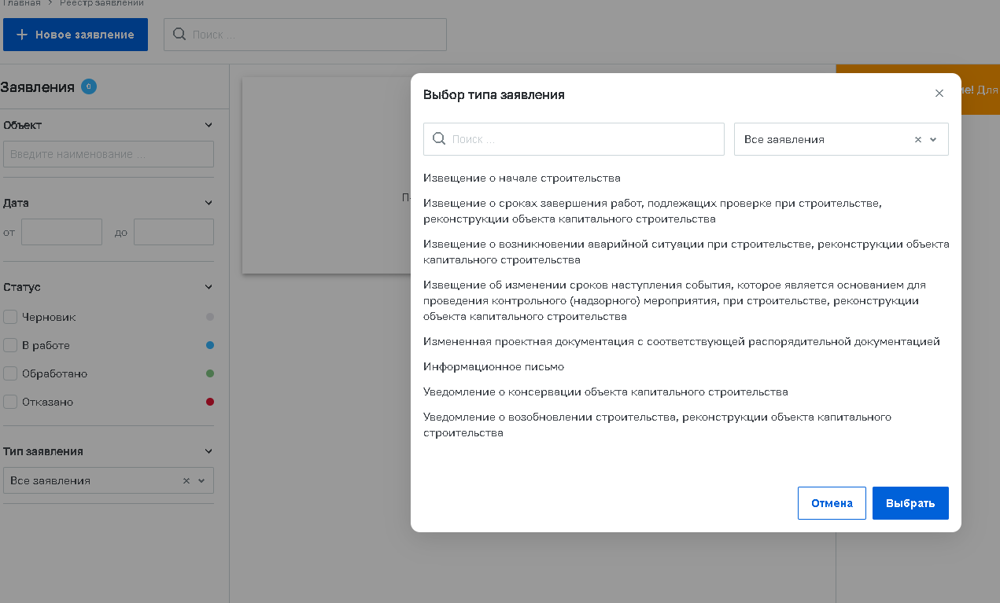 Главная > Реестр заявлений
+ Новое заявление
Поиск ...
Заявления 0
Объект
Введите наименование ...
Дата
от
до
Статус
Черновик
В работе
Обработано
Отказано
Тип заявления
Все заявления
Для
Выбор типа заявления
Поиск ...
Все заявления
Извещение о начале строительства
Извещение о сроках завершения работ, подлежащих проверке при строительстве,
реконструкции объекта капитального строительства
Извещение о возникновении аварийной ситуации при строительстве, реконструкции объекта
капитального строительства
Извещение об изменении сроков наступления события, которое является основанием для
проведения контрольного (надзорного) мероприятия, при строительстве, реконструкции
объекта капитального строительства
Измененная проектная документация с соответствующей распорядительной документацией
Информационное письмо
Уведомление о консервации объекта капитального строительства
Уведомление о возобновлении строительства, реконструкции объекта капитального
строительства
Отмена
Выбрать